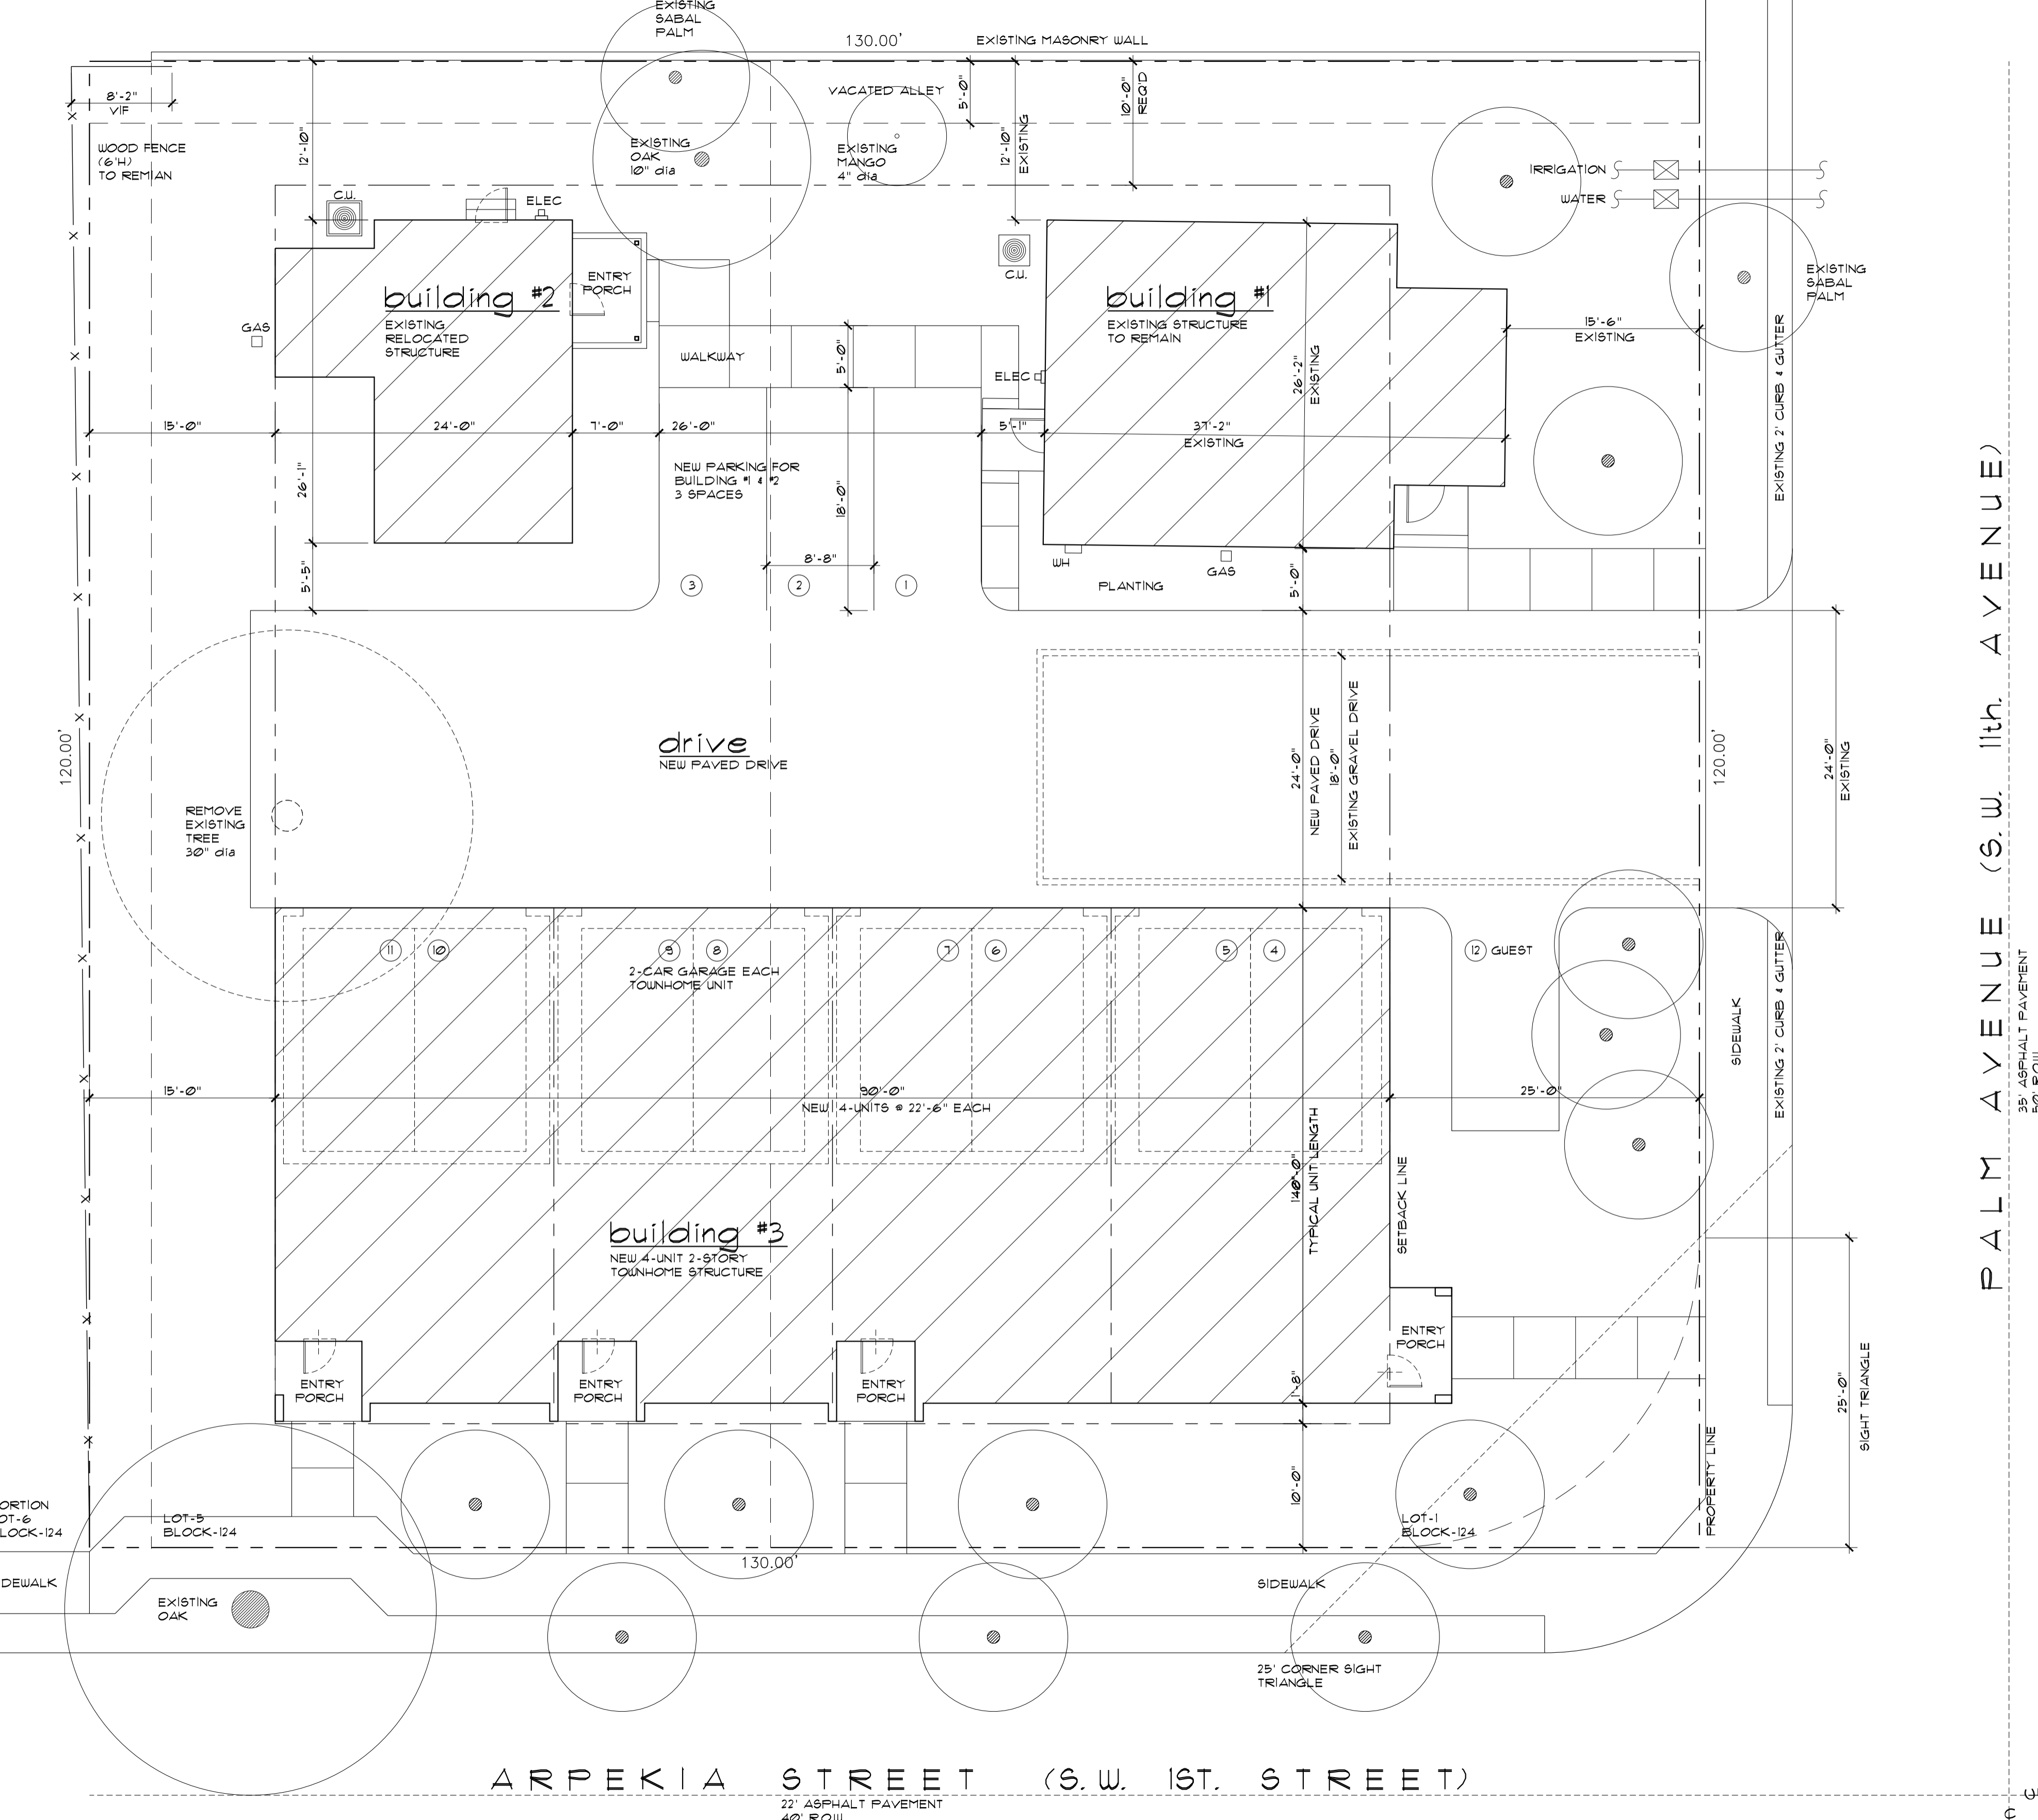 EXISTING
SABAL
PALM
130.00'
EXISTING MASONRY WALL
8'-2"
VIF
WOOD FENCE
(6'H)
TO REMIAN
12'-10"
EXISTING
OAK
10" dia
VACATED ALLEY
EXISTING
MANGO
4" dia
5'-0"
12'-10"
EXISTING
10'-0"
REQ'D
IRRIGATION
WATER
EXISTING
SABAL
PALM
C.U.
ELEC
ENTRY
PORCH
building #2
EXISTING
RELOCATED
STRUCTURE
GAS
C.U.
building #1
EXISTING STRUCTURE
TO REMAIN
15'-6"
EXISTING
26'-2"
EXISTING
EXISTING 2' CURB & GUTTER
WALKWAY
5'-0"
ELEC
15'-0"
24'-0"
7'-0"
26'-0"
5'-1"
37'-2"
EXISTING
26'-1"
NEW PARKING FOR
BUILDING #1 & #2
3 SPACES
18'-0"
8'-8"
5'-5"
3
2
1
WH
GAS
PLANTING
5'-0"
drive
NEW PAVED DRIVE
24'-0"
NEW PAVED DRIVE
18'-0"
EXISTING GRAVEL DRIVE
120.00'
120.00'
24'-0"
EXISTING
REMOVE
EXISTING
TREE
30" dia
11
10
9
8
7
6
5
4
12 GUEST
2-CAR GARAGE EACH
TOWNHOME UNIT
SIDEWALK
EXISTING 2' CURB & GUTTER
15'-0"
90'-0"
NEW 4-UNITS @ 22'-6" EACH
25'-0"
TYPICAL UNIT LENGTH
SETBACK LINE
building #3
NEW 4-UNIT 2-STORY
TOWNHOME STRUCTURE
ENTRY
PORCH
ENTRY
PORCH
ENTRY
PORCH
ENTRY
PORCH
1'-8"
10'-0"
25'-0"
SIGHT TRIANGLE
PROPERTY LINE
LOT-5
BLOCK-124
LOT-1
BLOCK-124
130.00'
EXISTING
OAK
SIDEWALK
25' CORNER SIGHT
TRIANGLE
PALM AVENUE (S.W. 11th. AVENUE)
35' ASPHALT PAVEMENT
50' ROW
ARPEKIA STREET (S.W. 1ST. STREET)
22' ASPHALT PAVEMENT
40' ROW